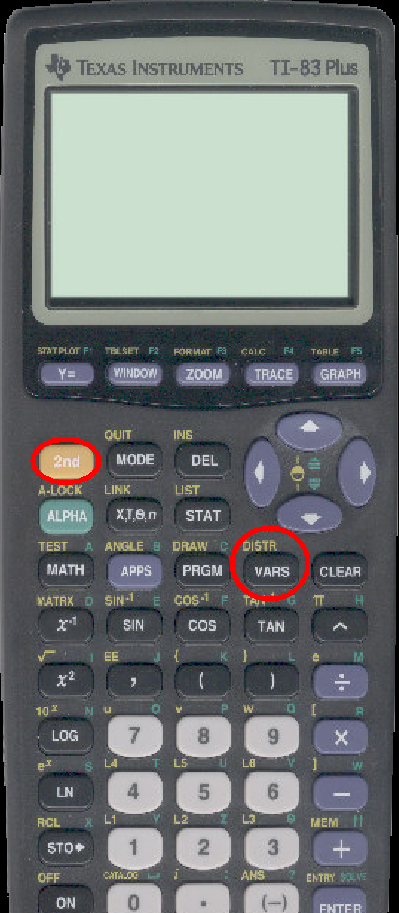 TEXAS INSTRUMENTS TI-83 Plus
STAT PLOT F1 TBLSET F2 FORMAT F3 CALC F4 TABLE F5
Y= WINDOW ZOOM TRACE GRAPH
QUIT INS
2nd MODE DEL
A-LOCK LINK LIST
ALPHA X,T,θ,n STAT
TEST A ANGLE B DRAW C DISTR
MATH APPS PRGM VARS CLEAR
MATRX D SIN-1 E COS-1 F TAN-1 G π H
x-1 SIN COS TAN ^
√ I EE J { K } L e M
x² , ( ) ÷
10x N u O v P w Q [ R
LOG 7 8 9 ×
ex S L4 T L5 U L6 V ] W
LN 4 5 6 −
RCL X L1 Y L2 Z L3 θ MEM "
STO➧ 1 2 3 +
OFF CATALOG i : ANS ? ENTRY SOLVE
ON 0 . (−) ENTER